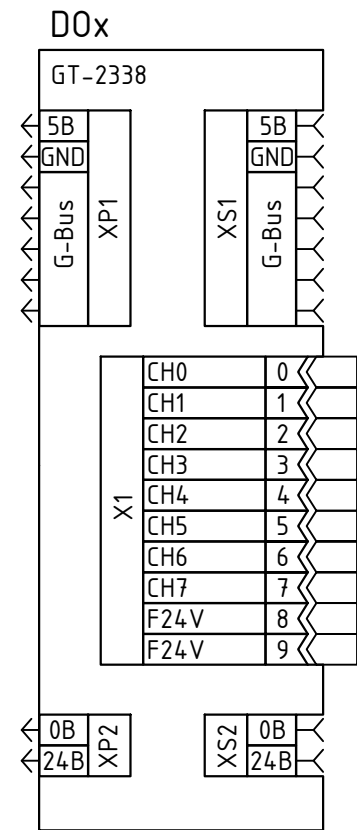 DOx
GT-2338
5В 5В
GND GND
G-Bus XP1 XS1 G-Bus
X1
CH0 0
CH1 1
CH2 2
CH3 3
CH4 4
CH5 5
CH6 6
CH7 7
F24V 8
F24V 9
0В XP2 XS2 0В
24В 24В